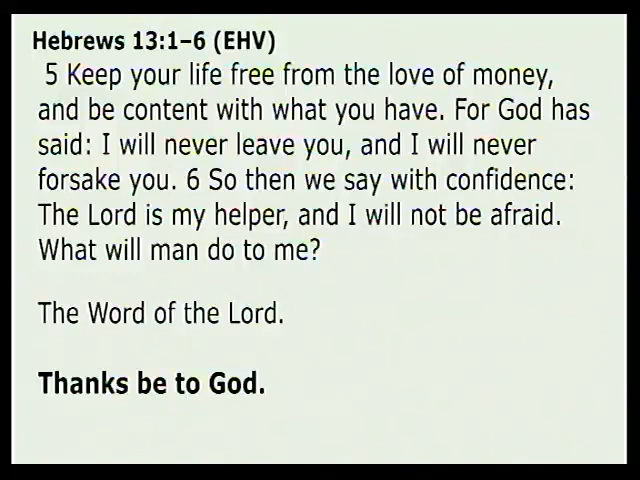 Hebrews 13:1–6 (EHV)
5 Keep your life free from the love of money,
and be content with what you have. For God has
said: I will never leave you, and I will never
forsake you. 6 So then we say with confidence:
The Lord is my helper, and I will not be afraid.
What will man do to me?
The Word of the Lord.
Thanks be to God.